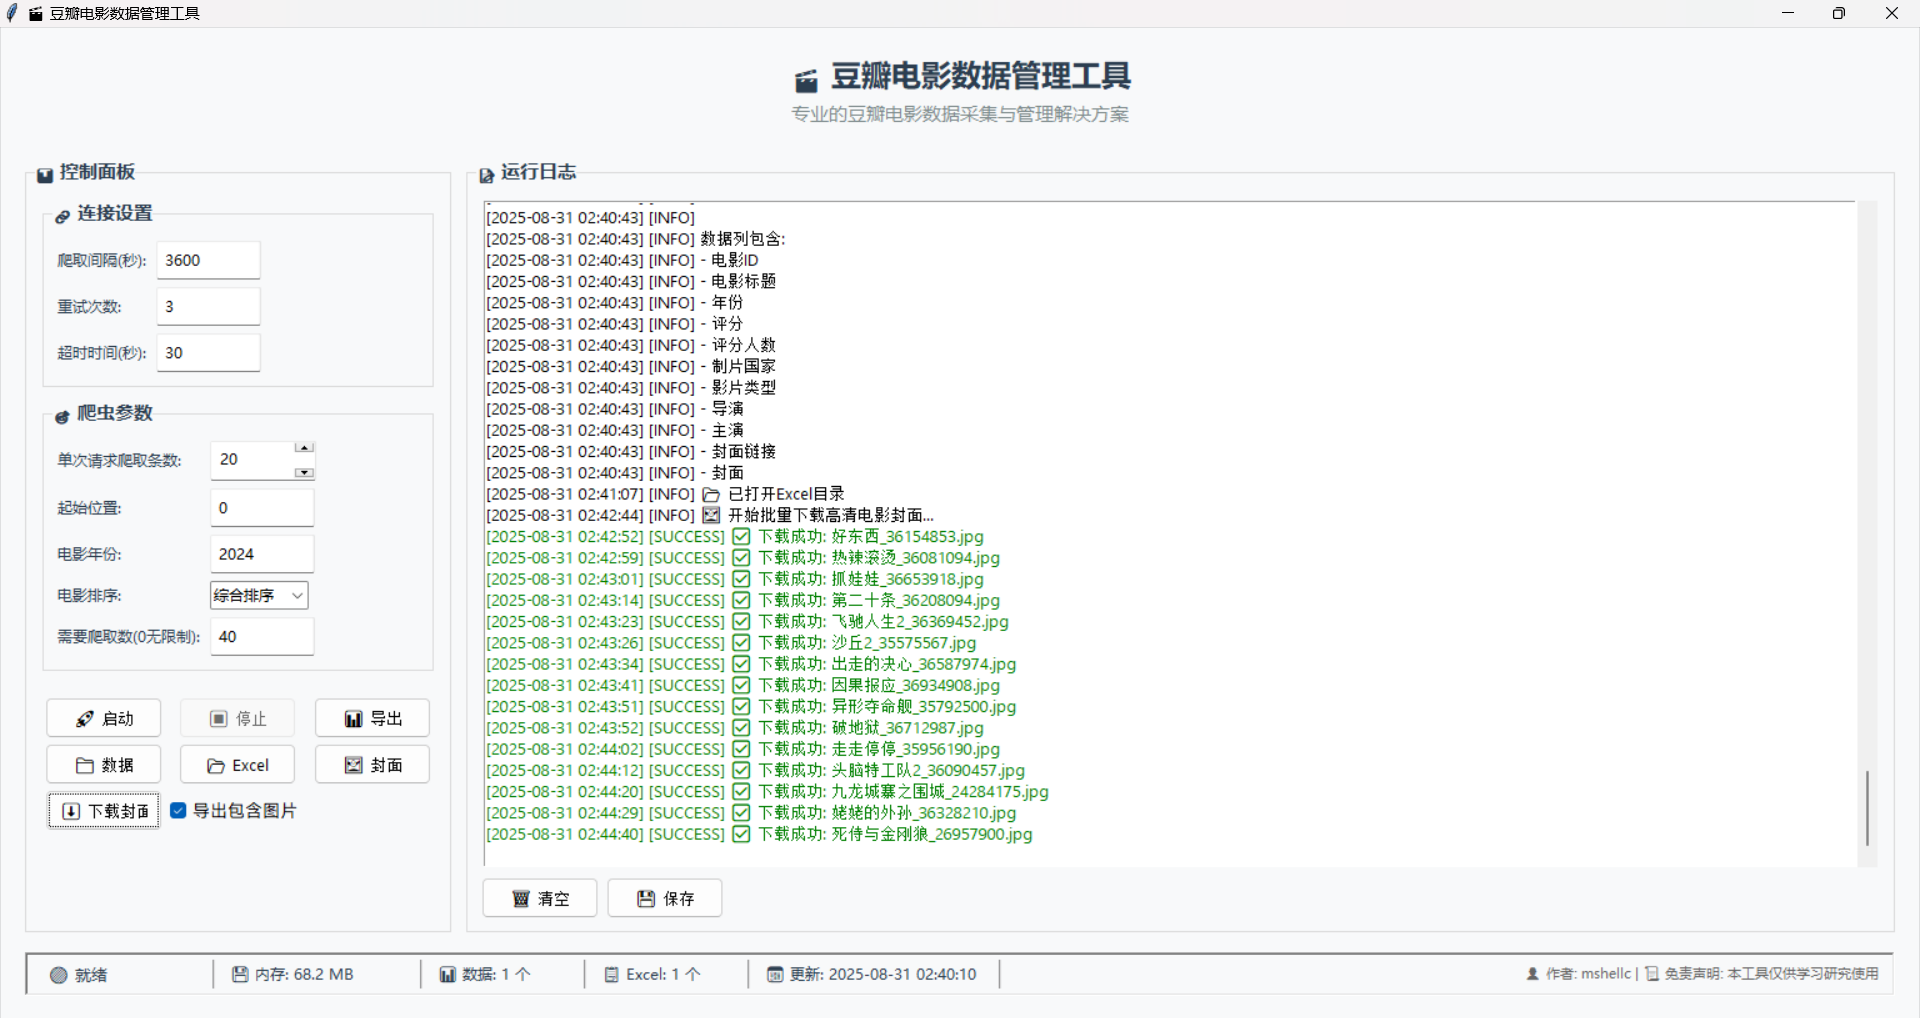 豆瓣电影数据管理工具
豆瓣电影数据管理工具
专业的豆瓣电影数据采集与管理解决方案
控制面板
连接设置
爬取间隔(秒): 3600
重试次数: 3
超时时间(秒): 30
爬虫参数
单次请求爬取条数: 20
起始位置: 0
电影年份: 2024
电影排序: 综合排序
需要爬取数(0无限制): 40
启动 停止 导出
数据 Excel 封面
下载封面 导出包含图片
运行日志
[2025-08-31 02:40:43] [INFO]
[2025-08-31 02:40:43] [INFO] 数据列包含:
[2025-08-31 02:40:43] [INFO] - 电影ID
[2025-08-31 02:40:43] [INFO] - 电影标题
[2025-08-31 02:40:43] [INFO] - 年份
[2025-08-31 02:40:43] [INFO] - 评分
[2025-08-31 02:40:43] [INFO] - 评分人数
[2025-08-31 02:40:43] [INFO] - 制片国家
[2025-08-31 02:40:43] [INFO] - 影片类型
[2025-08-31 02:40:43] [INFO] - 导演
[2025-08-31 02:40:43] [INFO] - 主演
[2025-08-31 02:40:43] [INFO] - 封面链接
[2025-08-31 02:40:43] [INFO] - 封面
[2025-08-31 02:41:07] [INFO] 已打开Excel目录
[2025-08-31 02:42:44] [INFO] 开始批量下载高清电影封面...
[2025-08-31 02:42:52] [SUCCESS] 下载成功: 好东西_36154853.jpg
[2025-08-31 02:42:59] [SUCCESS] 下载成功: 热辣滚烫_36081094.jpg
[2025-08-31 02:43:01] [SUCCESS] 下载成功: 抓娃娃_36653918.jpg
[2025-08-31 02:43:14] [SUCCESS] 下载成功: 第二十条_36208094.jpg
[2025-08-31 02:43:23] [SUCCESS] 下载成功: 飞驰人生2_36369452.jpg
[2025-08-31 02:43:26] [SUCCESS] 下载成功: 沙丘2_35575567.jpg
[2025-08-31 02:43:34] [SUCCESS] 下载成功: 出走的决心_36587974.jpg
[2025-08-31 02:43:41] [SUCCESS] 下载成功: 因果报应_36934908.jpg
[2025-08-31 02:43:51] [SUCCESS] 下载成功: 异形夺命舰_35792500.jpg
[2025-08-31 02:43:52] [SUCCESS] 下载成功: 破地狱_36712987.jpg
[2025-08-31 02:44:02] [SUCCESS] 下载成功: 走走停停_35956190.jpg
[2025-08-31 02:44:12] [SUCCESS] 下载成功: 头脑特工队2_36090457.jpg
[2025-08-31 02:44:20] [SUCCESS] 下载成功: 九龙城寨之围城_24284175.jpg
[2025-08-31 02:44:29] [SUCCESS] 下载成功: 姥姥的外孙_36328210.jpg
[2025-08-31 02:44:40] [SUCCESS] 下载成功: 死侍与金刚狼_26957900.jpg
清空 保存
就绪 内存: 68.2 MB 数据: 1 个 Excel: 1 个 更新: 2025-08-31 02:40:10 作者: mshellc | 免责声明: 本工具仅供学习研究使用